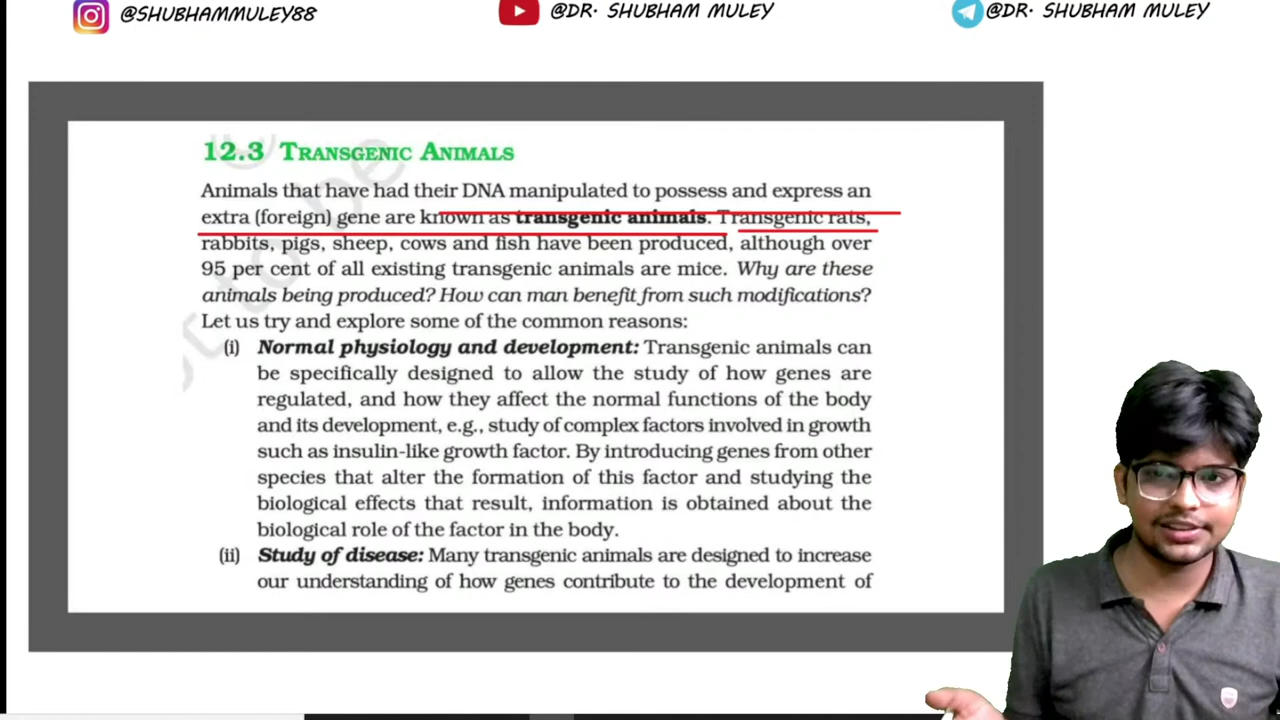 @SHUBHAMMULEY88
@DR. SHUBHAM MULEY
@DR. SHUBHAM MULEY
12.3 TRANSGENIC ANIMALS
Animals that have had their DNA manipulated to possess and express an
extra (foreign) gene are known as transgenic animals. Transgenic rats,
rabbits, pigs, sheep, cows and fish have been produced, although over
95 per cent of all existing transgenic animals are mice. Why are these
animals being produced? How can man benefit from such modifications?
Let us try and explore some of the common reasons:
(i) Normal physiology and development: Transgenic animals can
be specifically designed to allow the study of how genes are
regulated, and how they affect the normal functions of the body
and its development, e.g., study of complex factors involved in growth
such as insulin-like growth factor. By introducing genes from other
species that alter the formation of this factor and studying the
biological effects that result, information is obtained about the
biological role of the factor in the body.
(ii) Study of disease: Many transgenic animals are designed to increase
our understanding of how genes contribute to the development of